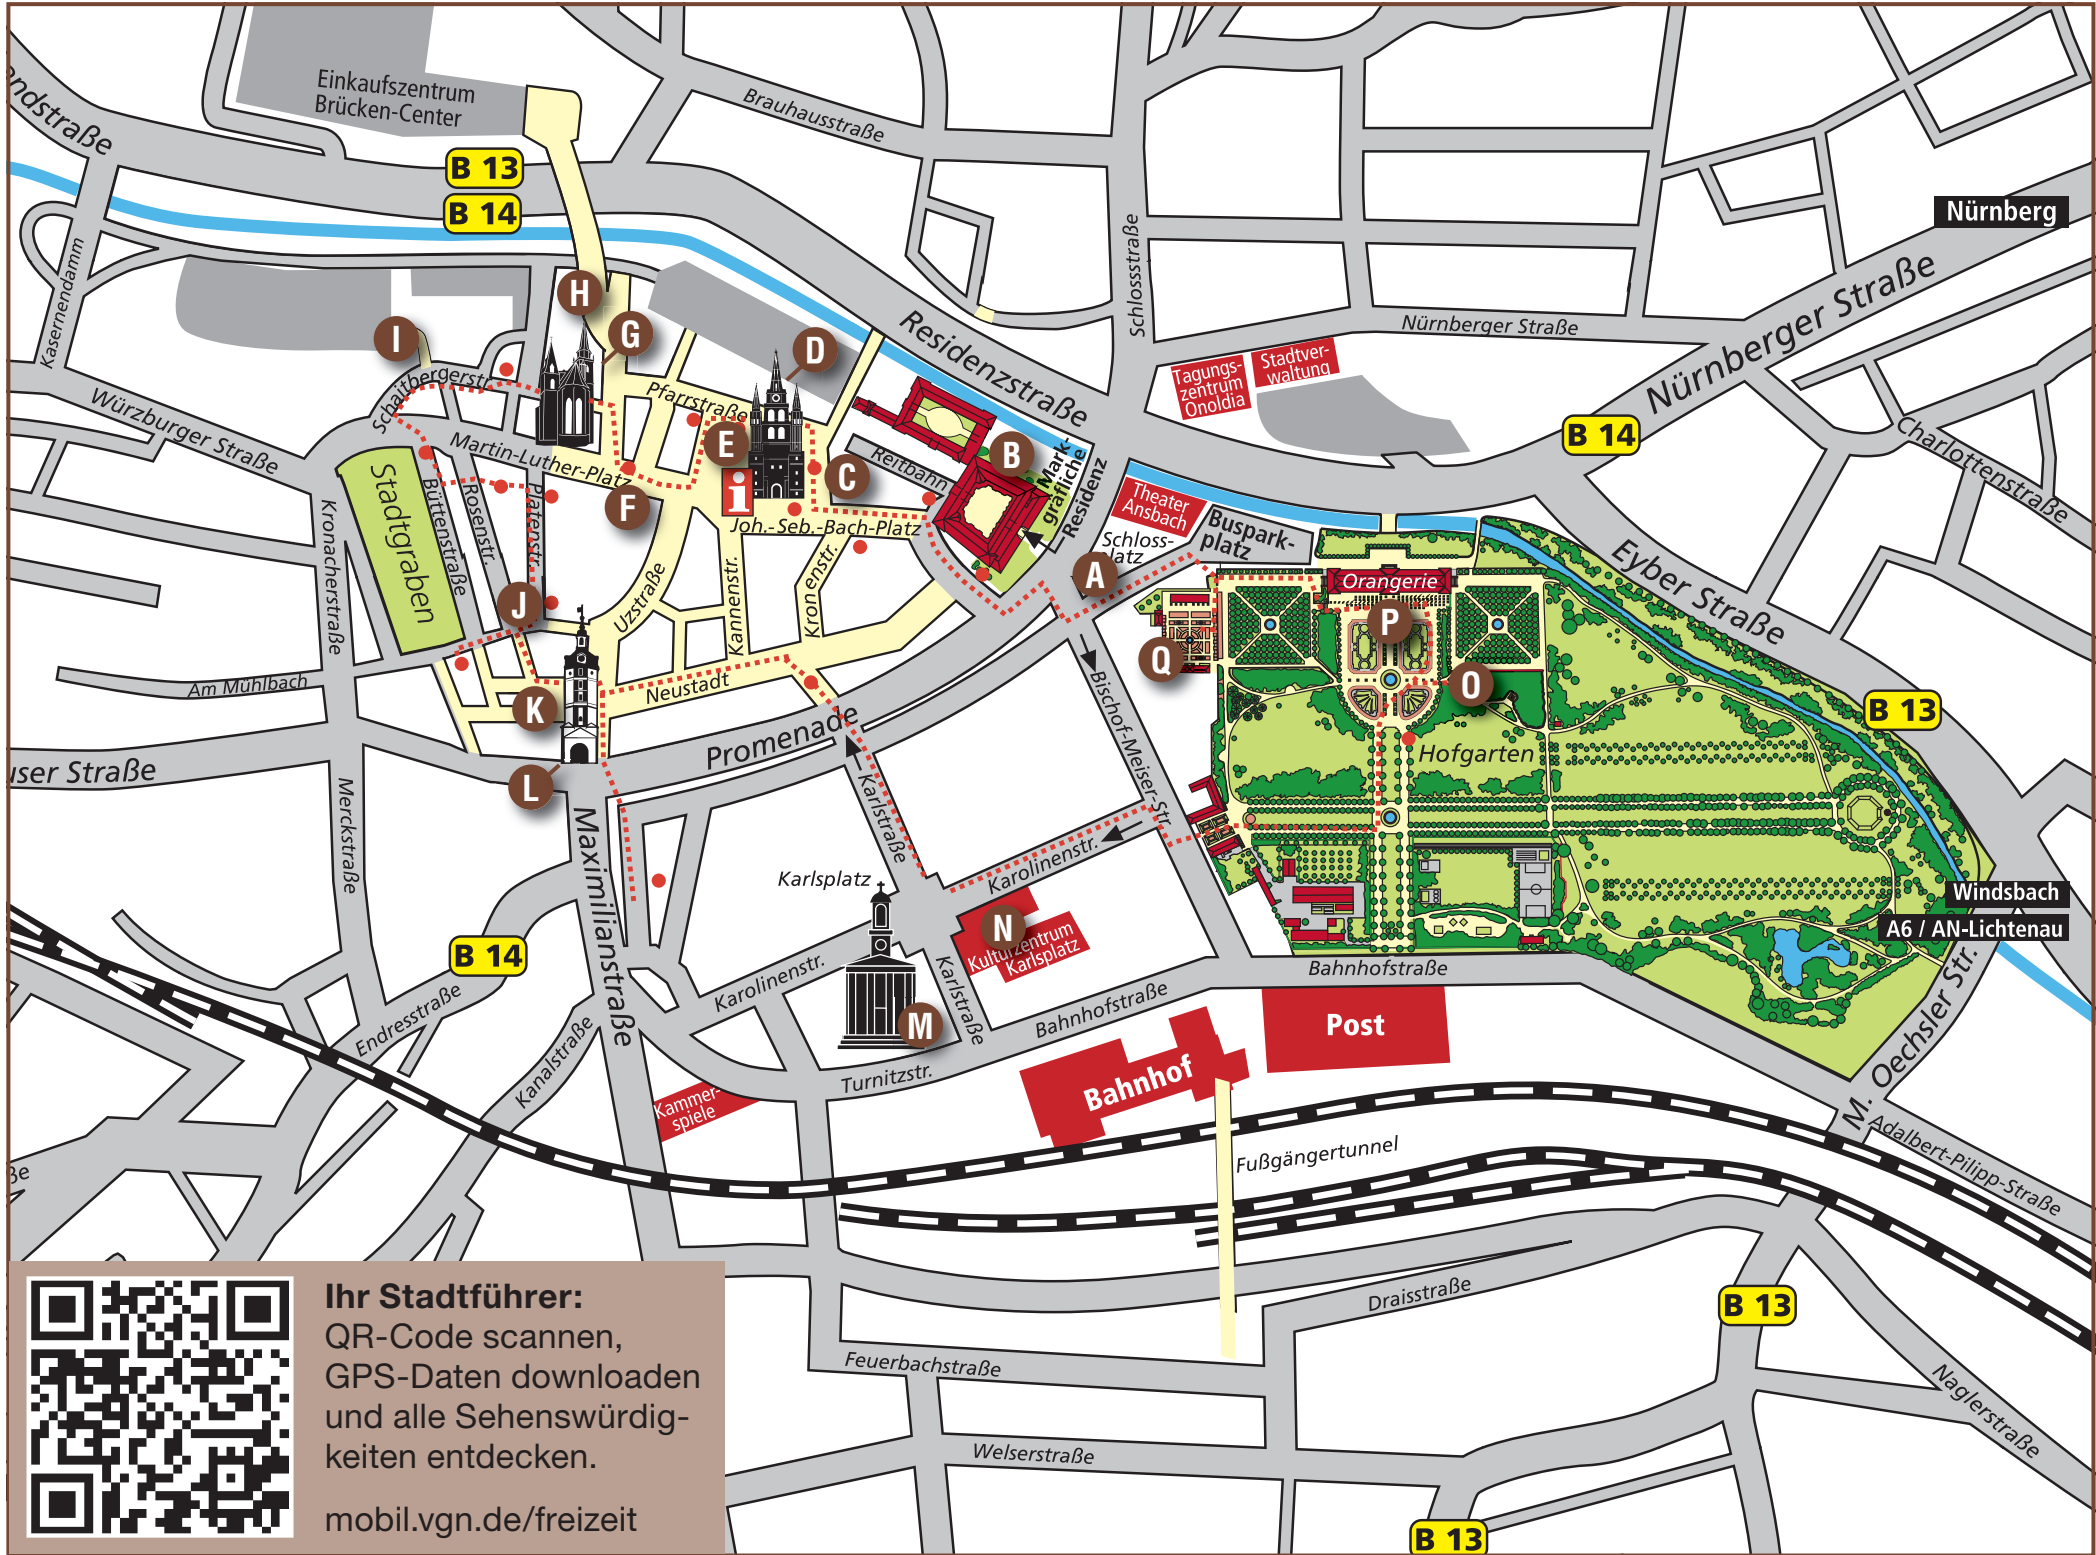 Einkaufszentrum
Brücken-Center
ndstraße
Brauhausstraße
B 13
B 14
Nürnberg
Kasernendamm
Schlossstraße
Residenzstraße
Nürnberger Straße
Nürnberger Straße
H
G
I
D
Tagungs-
zentrum
Onoldia
Stadtver-
waltung
Schaitbergerstr.
Pfarrstraße
B 14
Würzburger Straße
Martin-Luther-Platz
E
B
C
F
i
Reitbahn
Mark-
gräfliche
Residenz
Charlottenstraße
Stadtgraben
Büttenstraße
Rosenstr.
Platenstr.
Kronacherstraße
Joh.-Seb.-Bach-Platz
Theater
Ansbach
Buspark-
platz
Schloss-
platz
A
Orangerie
Eyber Straße
J
Uzstraße
Kannenstr.
Kronenstr.
P
Q
O
Am Mühlbach
Neustadt
K
B 13
Promenade
Bischof-Meiser-Str.
Hofgarten
user Straße
L
Merckstraße
Maximilianstraße
Karlstraße
Karolinenstr.
Karlsplatz
Windsbach
A6 / AN-Lichtenau
N
Kulturzentrum
Karlsplatz
B 14
Karolinenstr.
Karlstraße
Bahnhofstraße
Bahnhofstraße
M
Endresstraße
Kanalstraße
Post
Bahnhof
Turnitzstr.
Kammer-
spiele
M. Oechsler Str.
Adalbert-Pilipp-Straße
Fußgängertunnel
ße
Draisstraße
B 13
Feuerbachstraße
Naglerstraße
Welserstraße
B 13
Ihr Stadtführer:
QR-Code scannen,
GPS-Daten downloaden
und alle Sehenswürdig-
keiten entdecken.
mobil.vgn.de/freizeit